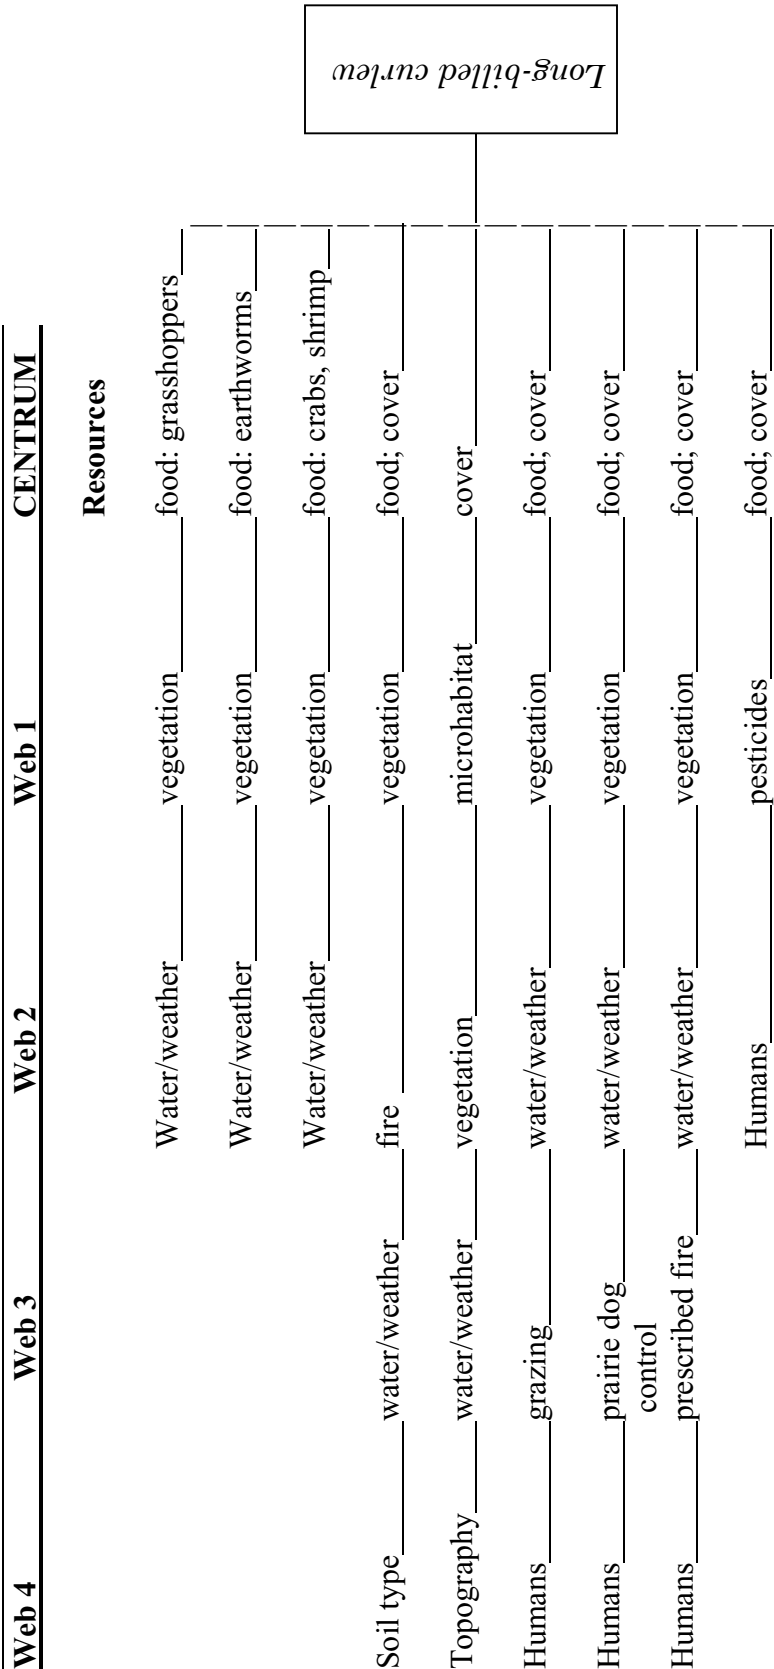 Web 4 Web 3 Web 2 Web 1 CENTRUM
Resources
Water/weather vegetation food: grasshoppers
Water/weather vegetation food: earthworms
Water/weather vegetation food: crabs, shrimp
Soil type water/weather fire vegetation food; cover
Topography water/weather vegetation microhabitat cover
Humans grazing water/weather vegetation food; cover
Humans prairie dog water/weather vegetation food; cover
control
Humans prescribed fire water/weather vegetation food; cover
Humans pesticides food; cover
Long-billed curlew